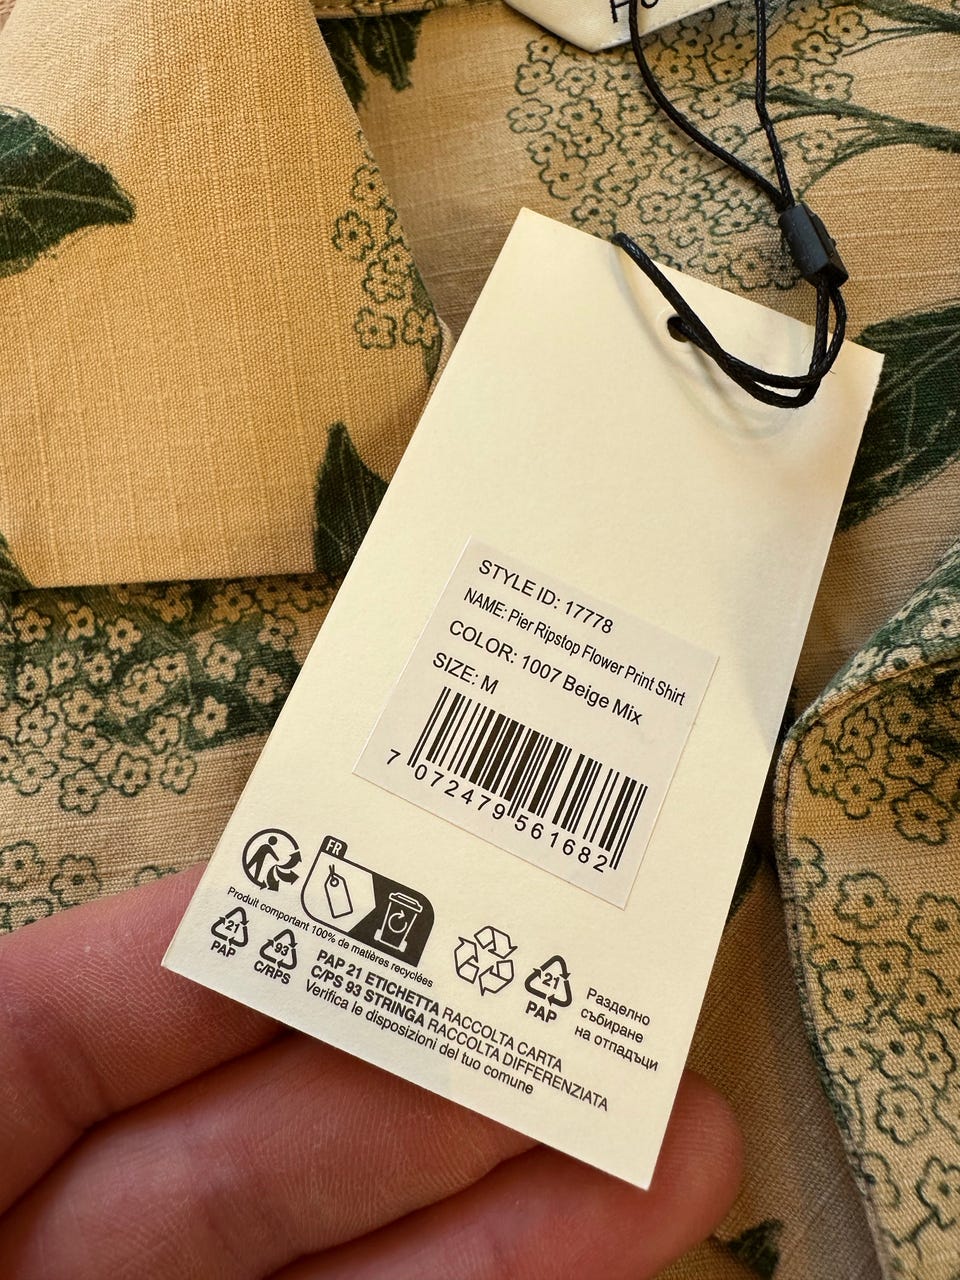 STYLE ID: 17778
NAME: Pier Ripstop Flower Print Shirt
COLOR: 1007 Beige Mix
SIZE: M
7 072479 561682
FR
Produit comportant 100% de matières recyclées
21
PAP
93
C/RPS
PAP 21 ETICHETTA RACCOLTA CARTA
C/PS 93 STRINGA RACCOLTA DIFFERENZIATA
Verifica le disposizioni del tuo comune
21
PAP
Разделно
събиране
на отпадъци